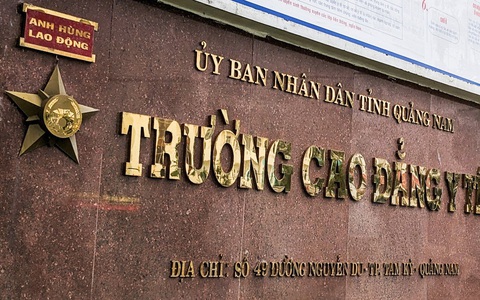 ANH HÙNG
LAO ĐỘNG
ỦY BAN NHÂN DÂN TỈNH QUẢNG NAM
TRƯỜNG CAO ĐẲNG Y T
ĐỊA CHỈ: SỐ 49 ĐƯỜNG NGUYỄN DU - TP. TAM KỲ - QUẢNG NAM